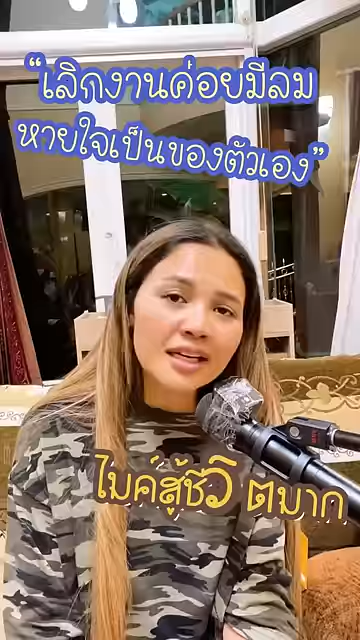 “เลิกงานค่อยมีลม
หายใจเป็นของตัวเอง”
ไมค์สู้ชีวิตมาก